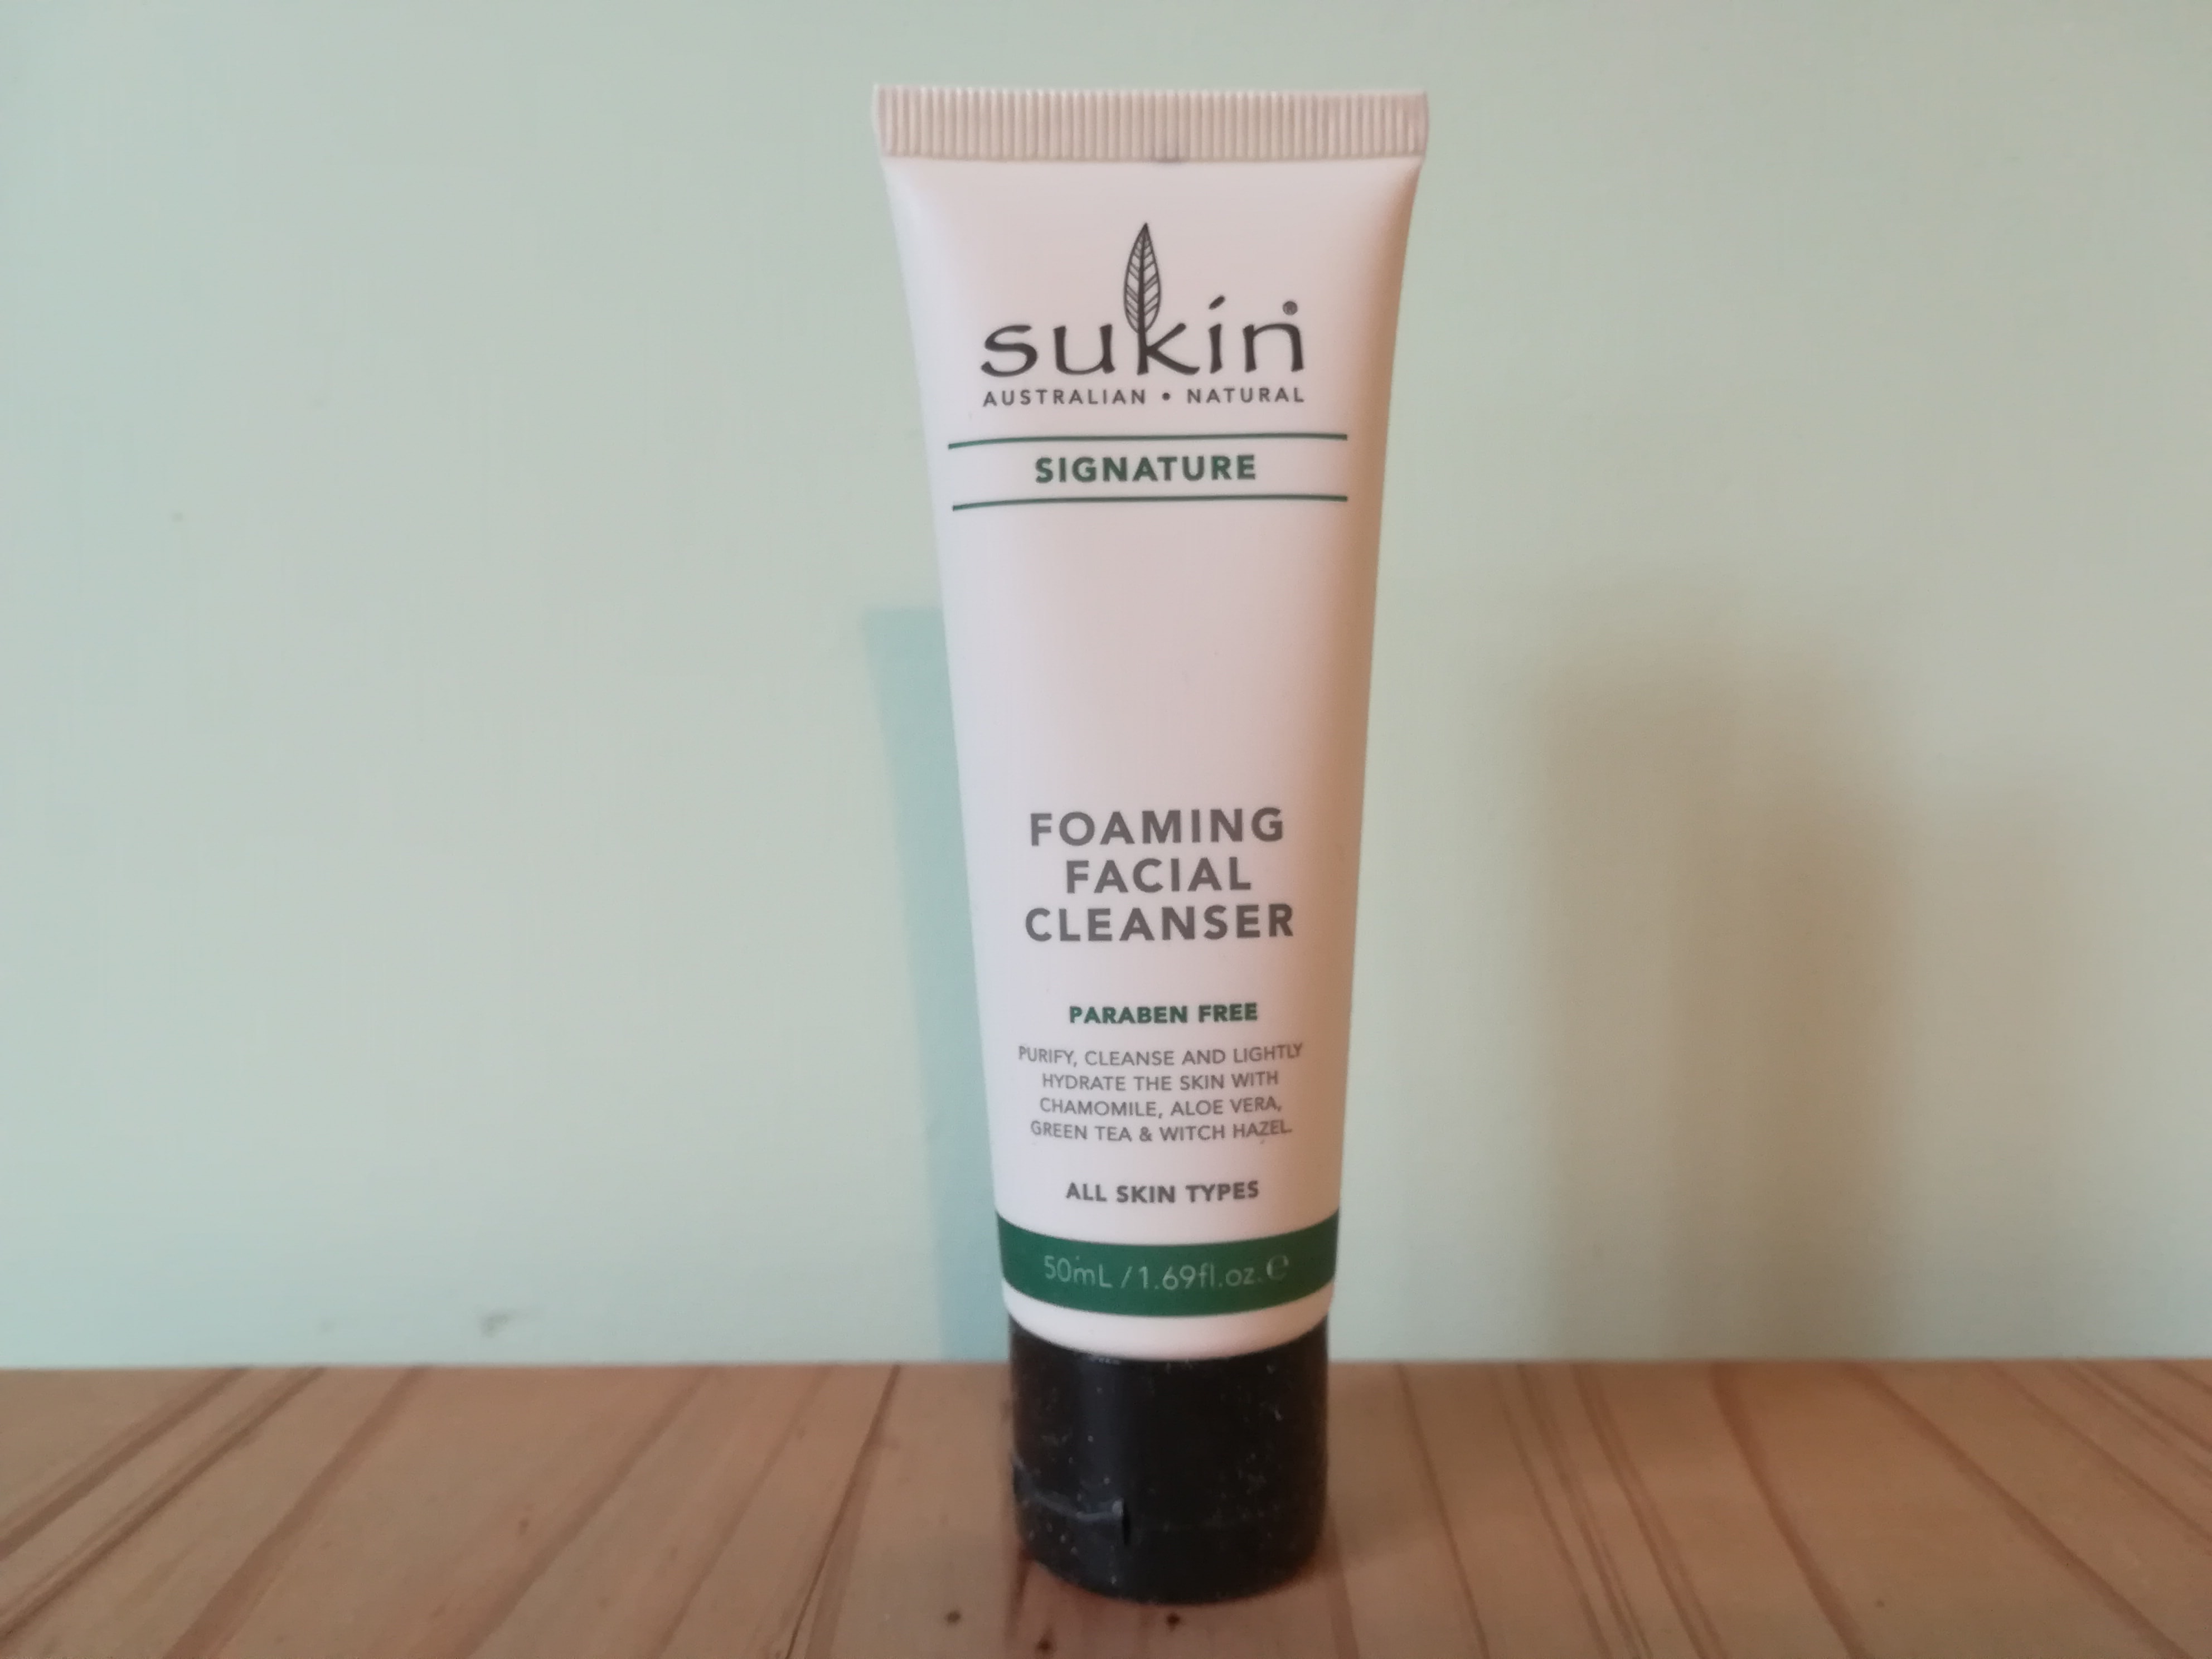 sukin®
AUSTRALIAN • NATURAL
SIGNATURE
FOAMING
FACIAL
CLEANSER
PARABEN FREE
PURIFY, CLEANSE AND LIGHTLY
HYDRATE THE SKIN WITH
CHAMOMILE, ALOE VERA,
GREEN TEA & WITCH HAZEL.
ALL SKIN TYPES
50mL / 1.69fl.oz. ℮